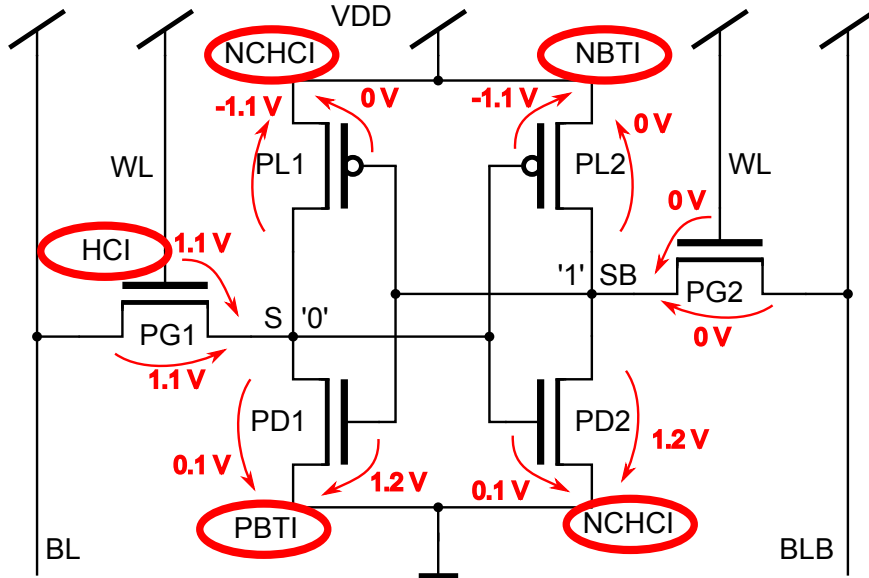 VDD
NCHCI
NBTI
-1.1 V
0 V
-1.1 V
0 V
WL
PL1
PL2
WL
HCI
1.1 V
0 V
S
'0'
'1'
SB
PG1
PG2
1.1 V
0 V
PD1
PD2
0.1 V
1.2 V
0.1 V
1.2 V
PBTI
NCHCI
BL
BLB